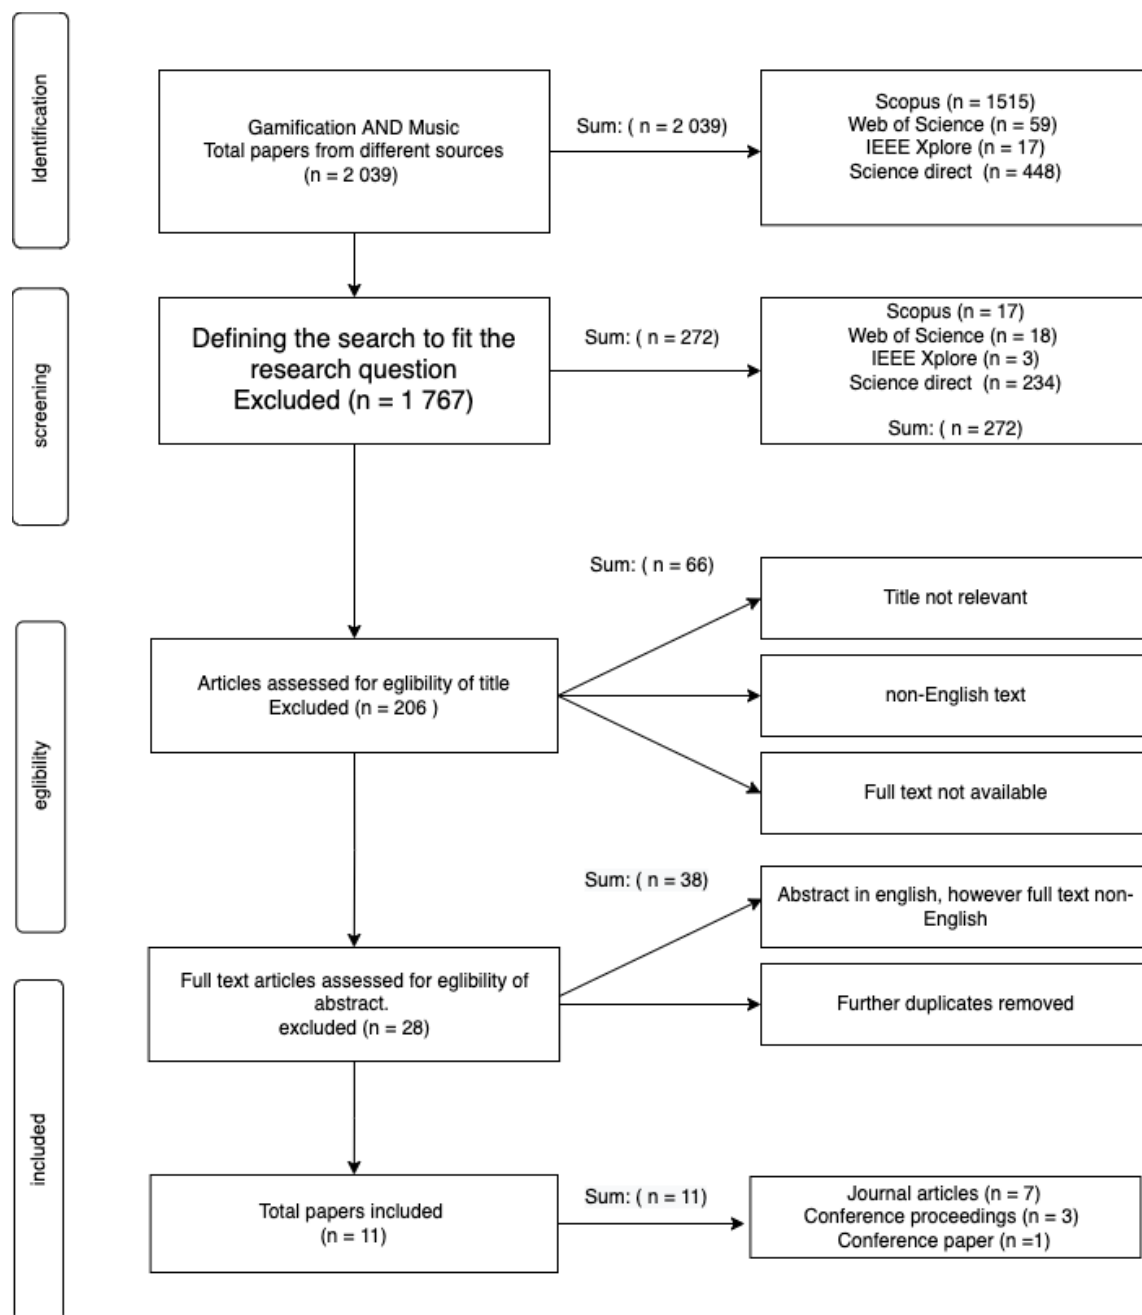 Identification
Gamification AND Music
Total papers from different sources
(n = 2 039)
Sum: ( n = 2 039)
Scopus (n = 1515)
Web of Science (n = 59)
IEEE Xplore (n = 17)
Science direct  (n = 448)
screening
Defining the search to fit the
research question
Excluded (n = 1 767)
Sum: ( n = 272)
Scopus (n = 17)
Web of Science (n = 18)
IEEE Xplore (n = 3)
Science direct  (n = 234)
Sum: ( n = 272)
eglibility
Articles assessed for eglibility of title
Excluded (n = 206 )
Sum: ( n = 66)
Title not relevant
non-English text
Full text not available
Full text articles assessed for eglibility of
abstract.
excluded (n = 28)
Sum: ( n = 38)
Abstract in english, however full text non-
English
Further duplicates removed
included
Total papers included
(n = 11)
Sum: ( n = 11)
Journal articles (n = 7)
Conference proceedings (n = 3)
Conference paper (n =1)